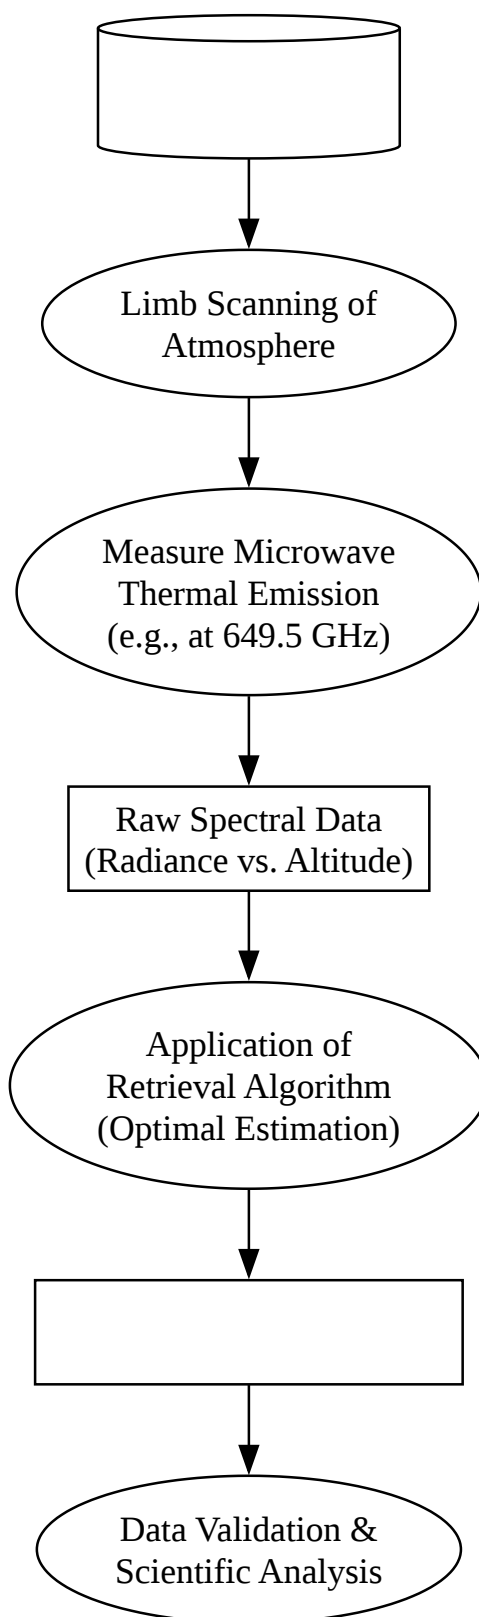 Limb Scanning of
Atmosphere
Measure Microwave
Thermal Emission
(e.g., at 649.5 GHz)
Raw Spectral Data
(Radiance vs. Altitude)
Application of
Retrieval Algorithm
(Optimal Estimation)
Data Validation &
Scientific Analysis